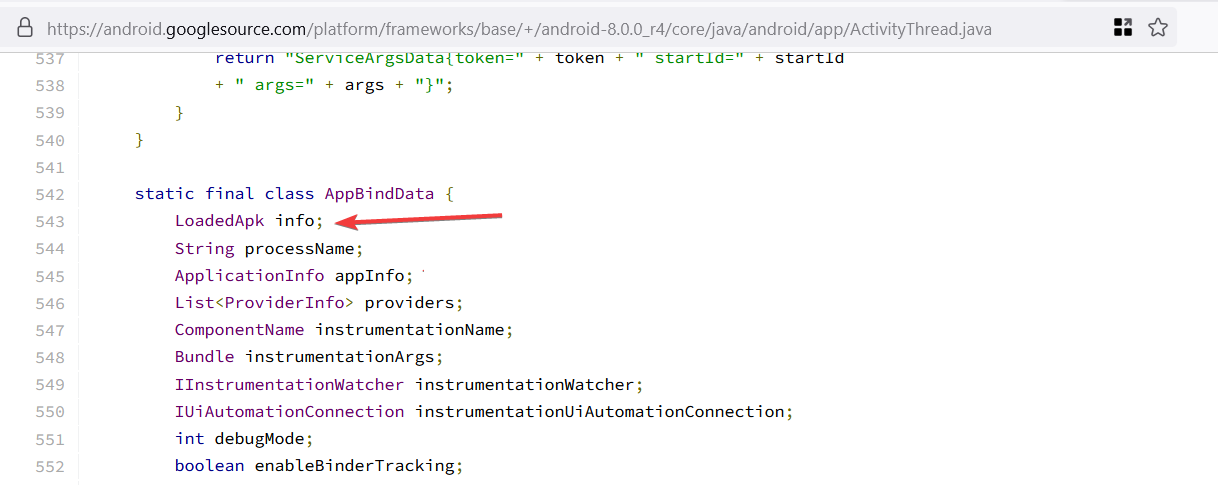 https://android.googlesource.com/platform/frameworks/base/+/android-8.0.0_r4/core/java/android/app/ActivityThread.java
537 return "ServiceArgsData{token=" + token + " startId=" + startId
538 + " args=" + args + "}";
539 }
540 }
541
542 static final class AppBindData {
543 LoadedApk info;
544 String processName;
545 ApplicationInfo appInfo;
546 List<ProviderInfo> providers;
547 ComponentName instrumentationName;
548 Bundle instrumentationArgs;
549 IInstrumentationWatcher instrumentationWatcher;
550 IUiAutomationConnection instrumentationUiAutomationConnection;
551 int debugMode;
552 boolean enableBinderTracking;